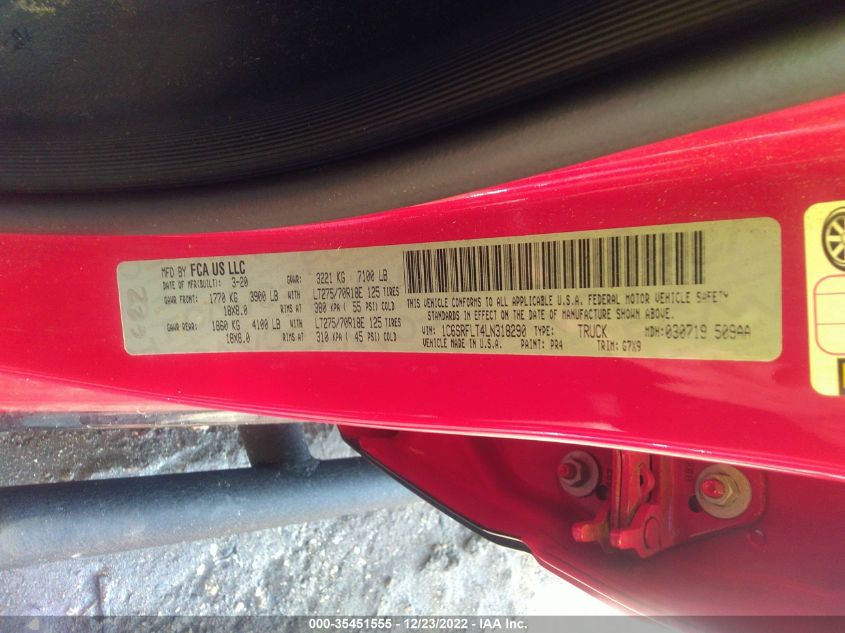 MFD BY FCA US LLC
DATE OF MFR(BUILT): 3-20 GVWR: 3221 KG 7100 LB
GAWR FRONT: 1770 KG 3900 LB WITH LT275/70R18E 125 TIRES
18X8.0 RIMS AT 380 KPA ( 55 PSI) COLD
GAWR REAR: 1860 KG 4100 LB WITH LT275/70R18E 125 TIRES
18X8.0 RIMS AT 310 KPA ( 45 PSI) COLD
THIS VEHICLE CONFORMS TO ALL APPLICABLE U.S.A. FEDERAL MOTOR VEHICLE SAFETY
STANDARDS IN EFFECT ON THE DATE OF MANUFACTURE SHOWN ABOVE.
VIN: 1C6SRFLT4LN318290 TYPE: TRUCK MDH:030719 509AA
VEHICLE MADE IN U.S.A. PAINT: PR4 TRIM: G7X9
000-35451555 - 12/23/2022 - IAA Inc.